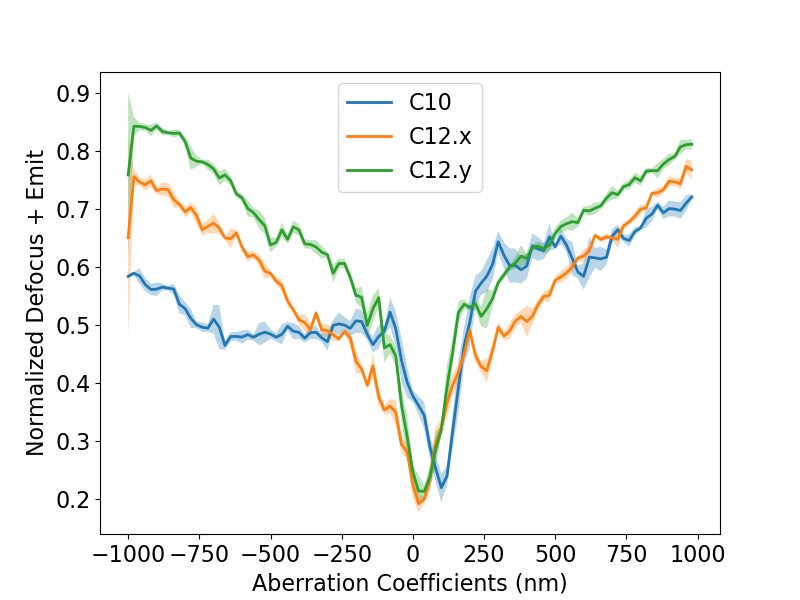 0.9
0.8
0.7
0.6
0.5
0.4
0.3
0.2
Normalized Defocus + Emit
C10
C12.x
C12.y
−1000 −750 −500 −250 0 250 500 750 1000
Aberration Coefficients (nm)